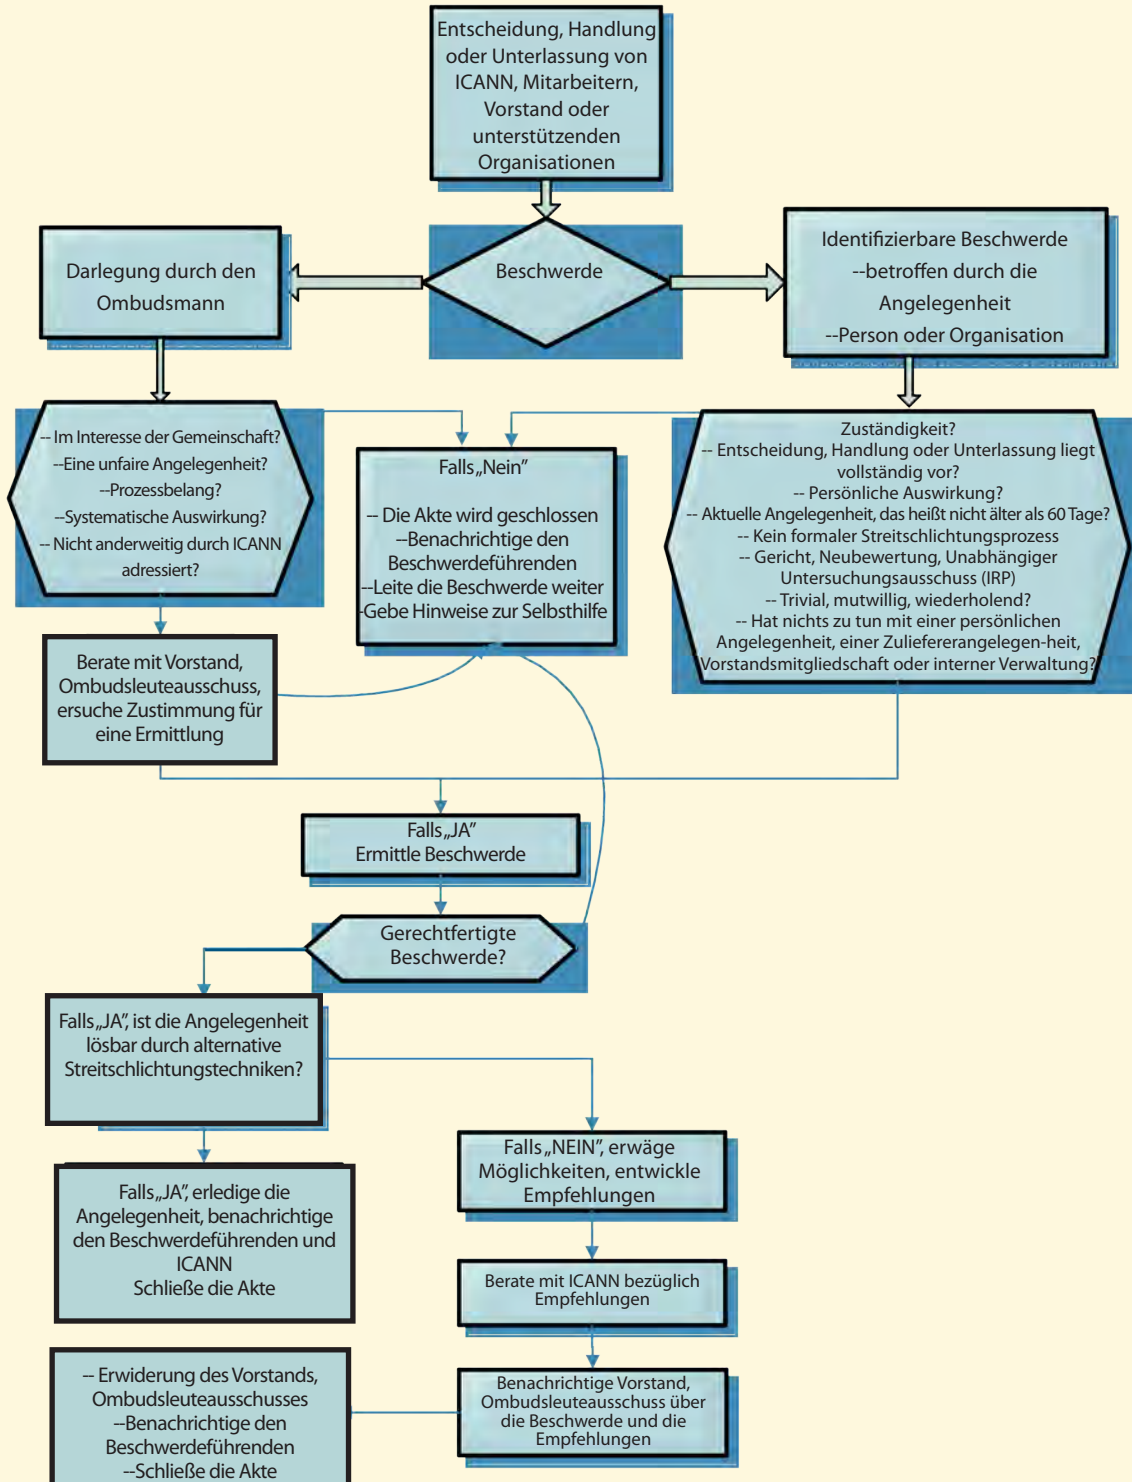 Entscheidung, Handlung
oder Unterlassung von
ICANN, Mitarbeitern,
Vorstand oder
unterstützenden
Organisationen
Beschwerde
Darlegung durch den
Ombudsmann
Identifizierbare Beschwerde
--betroffen durch die
Angelegenheit
--Person oder Organisation
-- Im Interesse der Gemeinschaft?
--Eine unfaire Angelegenheit?
--Prozessbelang?
--Systematische Auswirkung?
-- Nicht anderweitig durch ICANN
adressiert?
Falls „Nein”
-- Die Akte wird geschlossen
--Benachrichtige den
Beschwerdeführenden
--Leite die Beschwerde weiter
-Gebe Hinweise zur Selbsthilfe
Zuständigkeit?
-- Entscheidung, Handlung oder Unterlassung liegt
vollständig vor?
-- Persönliche Auswirkung?
-- Aktuelle Angelegenheit, das heißt nicht älter als 60 Tage?
-- Kein formaler Streitschlichtungsprozess
-- Gericht, Neubewertung, Unabhängiger
Untersuchungsausschuss (IRP)
-- Trivial, mutwillig, wiederholend?
-- Hat nichts zu tun mit einer persönlichen
Angelegenheit, einer Zuliefererangelegen-heit,
Vorstandsmitgliedschaft oder interner Verwaltung?
Berate mit Vorstand,
Ombudsleuteausschuss,
ersuche Zustimmung für
eine Ermittlung
Falls „JA”
Ermittle Beschwerde
Gerechtfertigte
Beschwerde?
Falls „JA”, ist die Angelegenheit
lösbar durch alternative
Streitschlichtungstechniken?
Falls „NEIN”, erwäge
Möglichkeiten, entwickle
Empfehlungen
Falls „JA”, erledige die
Angelegenheit, benachrichtige
den Beschwerdeführenden und
ICANN
Schließe die Akte
Berate mit ICANN bezüglich
Empfehlungen
Benachrichtige Vorstand,
Ombudsleuteausschuss über
die Beschwerde und die
Empfehlungen
-- Erwiderung des Vorstands,
Ombudsleuteausschusses
--Benachrichtige den
Beschwerdeführenden
--Schließe die Akte